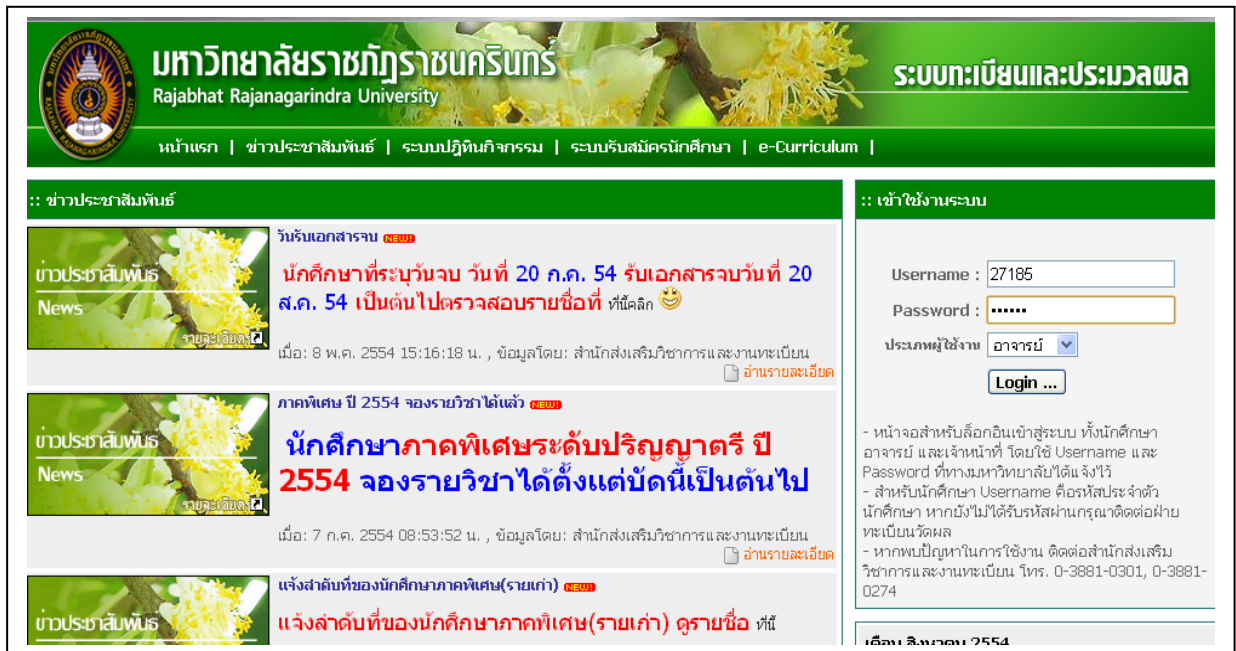 มหาวิทยาลัยราชภัฏราชนครินทร์
Rajabhat Rajanagarindra University
ระบบทะเบียนและประมวลผล
หน้าแรก | ข่าวประชาสัมพันธ์ | ระบบปฏิทินกิจกรรม | ระบบรับสมัครนักศึกษา | e-Curriculum |
:: ข่าวประชาสัมพันธ์
ข่าวประชาสัมพันธ์
News
รายละเอียด
วันรับเอกสารจบ NEW!
นักศึกษาที่ระบุวันจบ วันที่ 20 ก.ค. 54 รับเอกสารจบวันที่ 20
ส.ค. 54 เป็นต้นไปตรวจสอบรายชื่อที่ ที่นี้คลิก
เมื่อ: 8 พ.ค. 2554 15:16:18 น. , ข้อมูลโดย: สำนักส่งเสริมวิชาการและงานทะเบียน
อ่านรายละเอียด
ข่าวประชาสัมพันธ์
News
รายละเอียด
ภาคพิเศษ ปี 2554 จองรายวิชาได้แล้ว NEW!
นักศึกษาภาคพิเศษระดับปริญญาตรี ปี
2554 จองรายวิชาได้ตั้งแต่บัดนี้เป็นต้นไป
เมื่อ: 7 ก.ค. 2554 08:53:52 น. , ข้อมูลโดย: สำนักส่งเสริมวิชาการและงานทะเบียน
อ่านรายละเอียด
ข่าวประชาสัมพันธ์
แจ้งลำดับที่ของนักศึกษาภาคพิเศษ(รายเก่า) NEW!
แจ้งลำดับที่ของนักศึกษาภาคพิเศษ(รายเก่า) ดูรายชื่อ ที่นี้
:: เข้าใช้งานระบบ
Username : 27185
Password : ••••••
ประเภทผู้ใช้งาน อาจารย์
Login ...
- หน้าจอสำหรับล็อกอินเข้าสู่ระบบ ทั้งนักศึกษา
อาจารย์ และเจ้าหน้าที่ โดยใช้ Username และ
Password ที่ทางมหาวิทยาลัยได้แจ้งไว้
- สำหรับนักศึกษา Username คือรหัสประจำตัว
นักศึกษา หากยังไม่ได้รับรหัสผ่านกรุณาติดต่อฝ่าย
ทะเบียนวัดผล
- หากพบปัญหาในการใช้งาน ติดต่อสำนักส่งเสริม
วิชาการและงานทะเบียน โทร. 0-3881-0301, 0-3881-
0274
เดือน สิงหาคม 2554